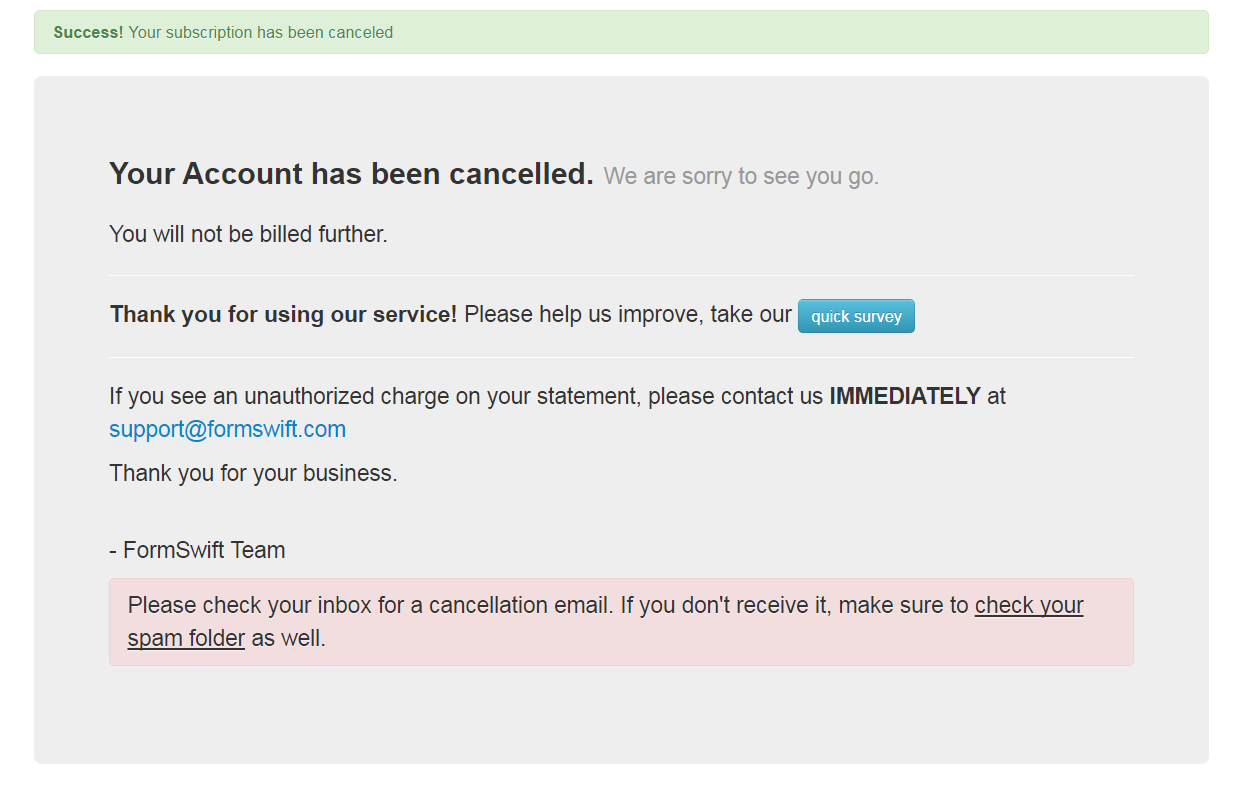 Success! Your subscription has been canceled
Your Account has been cancelled. We are sorry to see you go.
You will not be billed further.
Thank you for using our service! Please help us improve, take our quick survey
If you see an unauthorized charge on your statement, please contact us IMMEDIATELY at
support@formswift.com
Thank you for your business.
- FormSwift Team
Please check your inbox for a cancellation email. If you don't receive it, make sure to check your
spam folder as well.